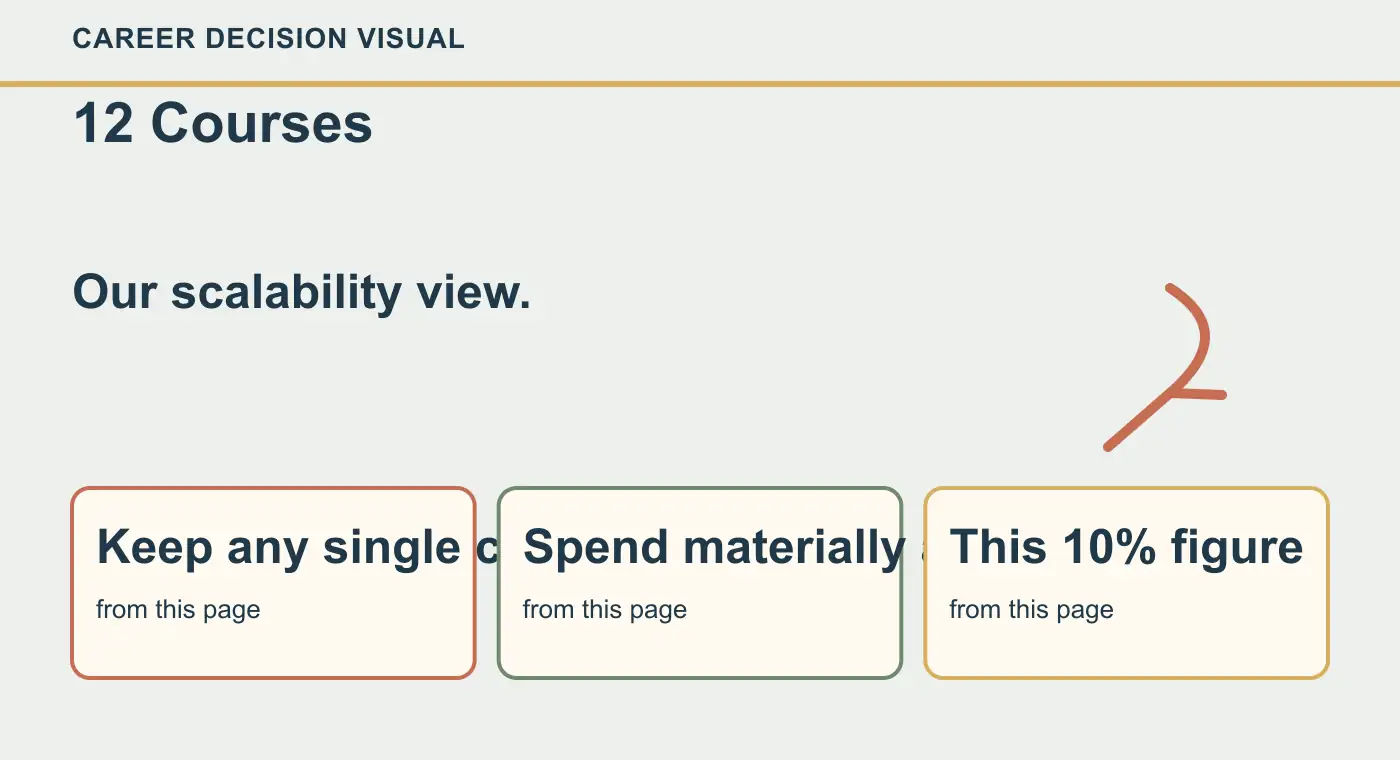 CAREER DECISION VISUAL
12 Courses
Our scalability view.
Keep any single
from this page
Spend materially
from this page
This 10% figure
from this page